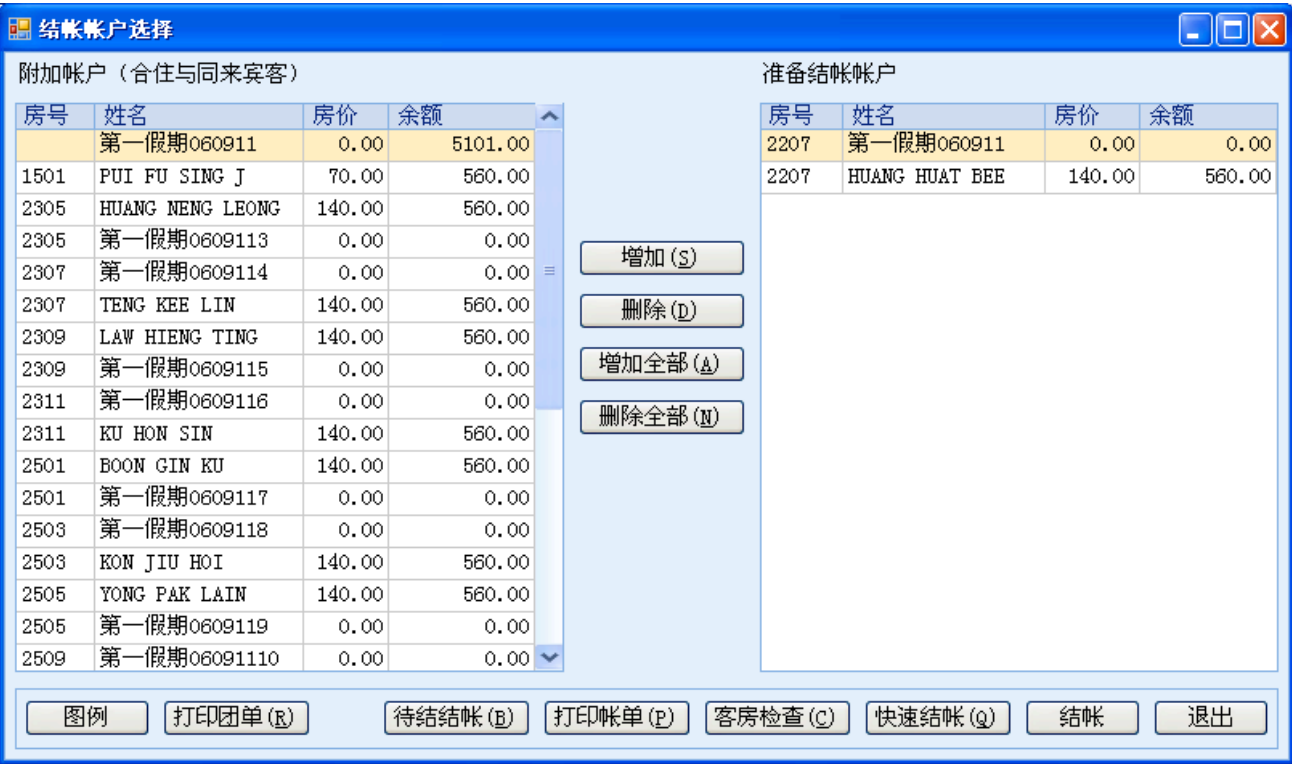 结帐帐户选择
附加帐户（合住与同来宾客）
房号 姓名 房价 余额
第一假期060911 0.00 5101.00
1501 PUI FU SING J 70.00 560.00
2305 HUANG NENG LEONG 140.00 560.00
2305 第一假期0609113 0.00 0.00
2307 第一假期0609114 0.00 0.00
2307 TENG KEE LIN 140.00 560.00
2309 LAW HIENG TING 140.00 560.00
2309 第一假期0609115 0.00 0.00
2311 第一假期0609116 0.00 0.00
2311 KU HON SIN 140.00 560.00
2501 BOON GIN KU 140.00 560.00
2501 第一假期0609117 0.00 0.00
2503 第一假期0609118 0.00 0.00
2503 KON JIU HOI 140.00 560.00
2505 YONG PAK LAIN 140.00 560.00
2505 第一假期0609119 0.00 0.00
2509 第一假期06091110 0.00 0.00
增加(S)
删除(D)
增加全部(A)
删除全部(N)
准备结帐帐户
房号 姓名 房价 余额
2207 第一假期060911 0.00 0.00
2207 HUANG HUAT BEE 140.00 560.00
图例 打印团单(R) 待结结帐(B) 打印帐单(P) 客房检查(C) 快速结帐(Q) 结帐 退出